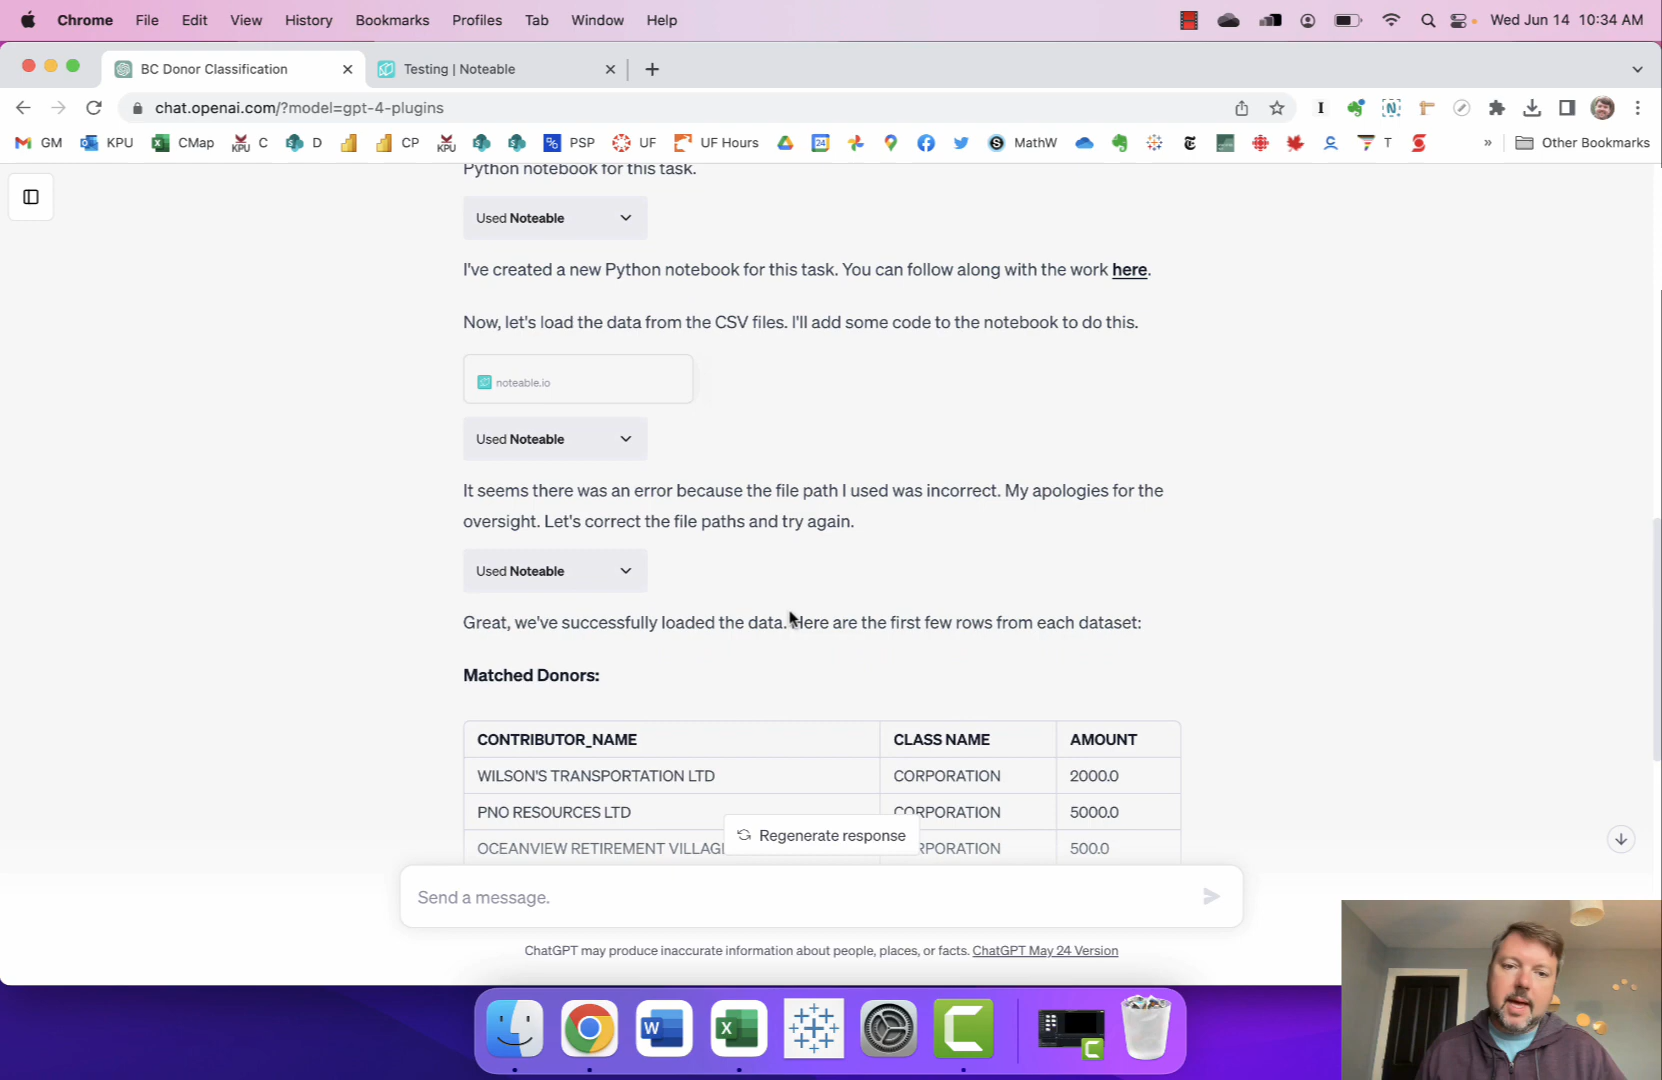 Chrome File Edit View History Bookmarks Profiles Tab Window Help Wed Jun 14 10:34 AM
BC Donor Classification Testing | Noteable
chat.openai.com/?model=gpt-4-plugins
GM KPU CMap KPU C D CP KPU PSP UF UF Hours 24 MathW T » Other Bookmarks
Python notebook for this task.
Used Noteable
I've created a new Python notebook for this task. You can follow along with the work here.
Now, let's load the data from the CSV files. I'll add some code to the notebook to do this.
noteable.io
Used Noteable
It seems there was an error because the file path I used was incorrect. My apologies for the
oversight. Let's correct the file paths and try again.
Used Noteable
Great, we've successfully loaded the data. Here are the first few rows from each dataset:
Matched Donors:
CONTRIBUTOR_NAME CLASS NAME AMOUNT
WILSON'S TRANSPORTATION LTD CORPORATION 2000.0
PNO RESOURCES LTD CORPORATION 5000.0
Regenerate response
OCEANVIEW RETIREMENT VILLAG RPORATION 500.0
Send a message.
ChatGPT may produce inaccurate information about people, places, or facts. ChatGPT May 24 Version
W X C